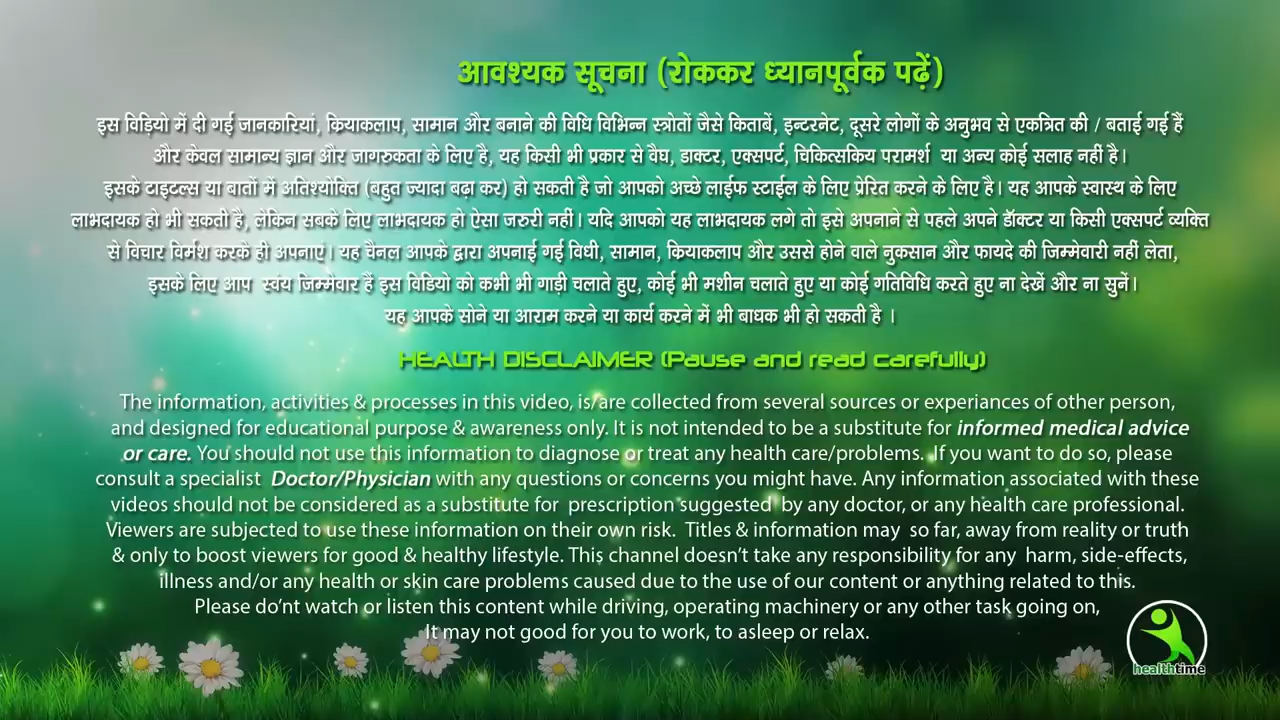 आवश्यक सूचना (रोककर ध्यानपूर्वक पढ़ें)
इस विड़ियो में दी गई जानकारियां, क्रियाकलाप, सामान और बनाने की विधि विभिन्न स्त्रोतों जैसे किताबें, इन्टरनेट, दूसरे लोगों के अनुभव से एकत्रित की / बताई गई हैं
और केवल सामान्य ज्ञान और जागरुकता के लिए है, यह किसी भी प्रकार से वैघ, डाक्टर, एक्सपर्ट, चिकित्सकिय परामर्श या अन्य कोई सलाह नहीं है।
इसके टाइटल्स या बातों में अतिश्योक्ति (बहुत ज्यादा बढ़ा कर) हो सकती है जो आपको अच्छे लाईफ स्टाईल के लिए प्रेरित करने के लिए है। यह आपके स्वास्थ के लिए
लाभदायक हो भी सकती है, लेकिन सबके लिए लाभदायक हो ऐसा जरुरी नहीं। यदि आपको यह लाभदायक लगे तो इसे अपनाने से पहले अपने डॅाक्टर या किसी एक्सपर्ट व्यक्ति
से विचार विर्मश करके ही अपनाएं। यह चैनल आपके द्वारा अपनाई गई विधी, सामान, क्रियाकलाप और उससे होने वाले नुकसान और फायदे की जिम्मेवारी नहीं लेता,
इसके लिए आप स्वंय जिम्मेवार हैं इस विडियो को कभी भी गाड़ी चलाते हुए, कोई भी मशीन चलाते हुए या कोई गतिविधि करते हुए ना देखें और ना सुनें।
यह आपके सोने या आराम करने या कार्य करने में भी बाधक भी हो सकती है ।
HEALTH DISCLAIMER (Pause and read carefully)
The information, activities & processes in this video, is/are collected from several sources or experiances of other person,
and designed for educational purpose & awareness only. It is not intended to be a substitute for informed medical advice
or care. You should not use this information to diagnose or treat any health care/problems. If you want to do so, please
consult a specialist Doctor/Physician with any questions or concerns you might have. Any information associated with these
videos should not be considered as a substitute for prescription suggested by any doctor, or any health care professional.
Viewers are subjected to use these information on their own risk. Titles & information may so far, away from reality or truth
& only to boost viewers for good & healthy lifestyle. This channel doesn't take any responsibility for any harm, side-effects,
illness and/or any health or skin care problems caused due to the use of our content or anything related to this.
Please do'nt watch or listen this content while driving, operating machinery or any other task going on,
It may not good for you to work, to asleep or relax.
healthtime